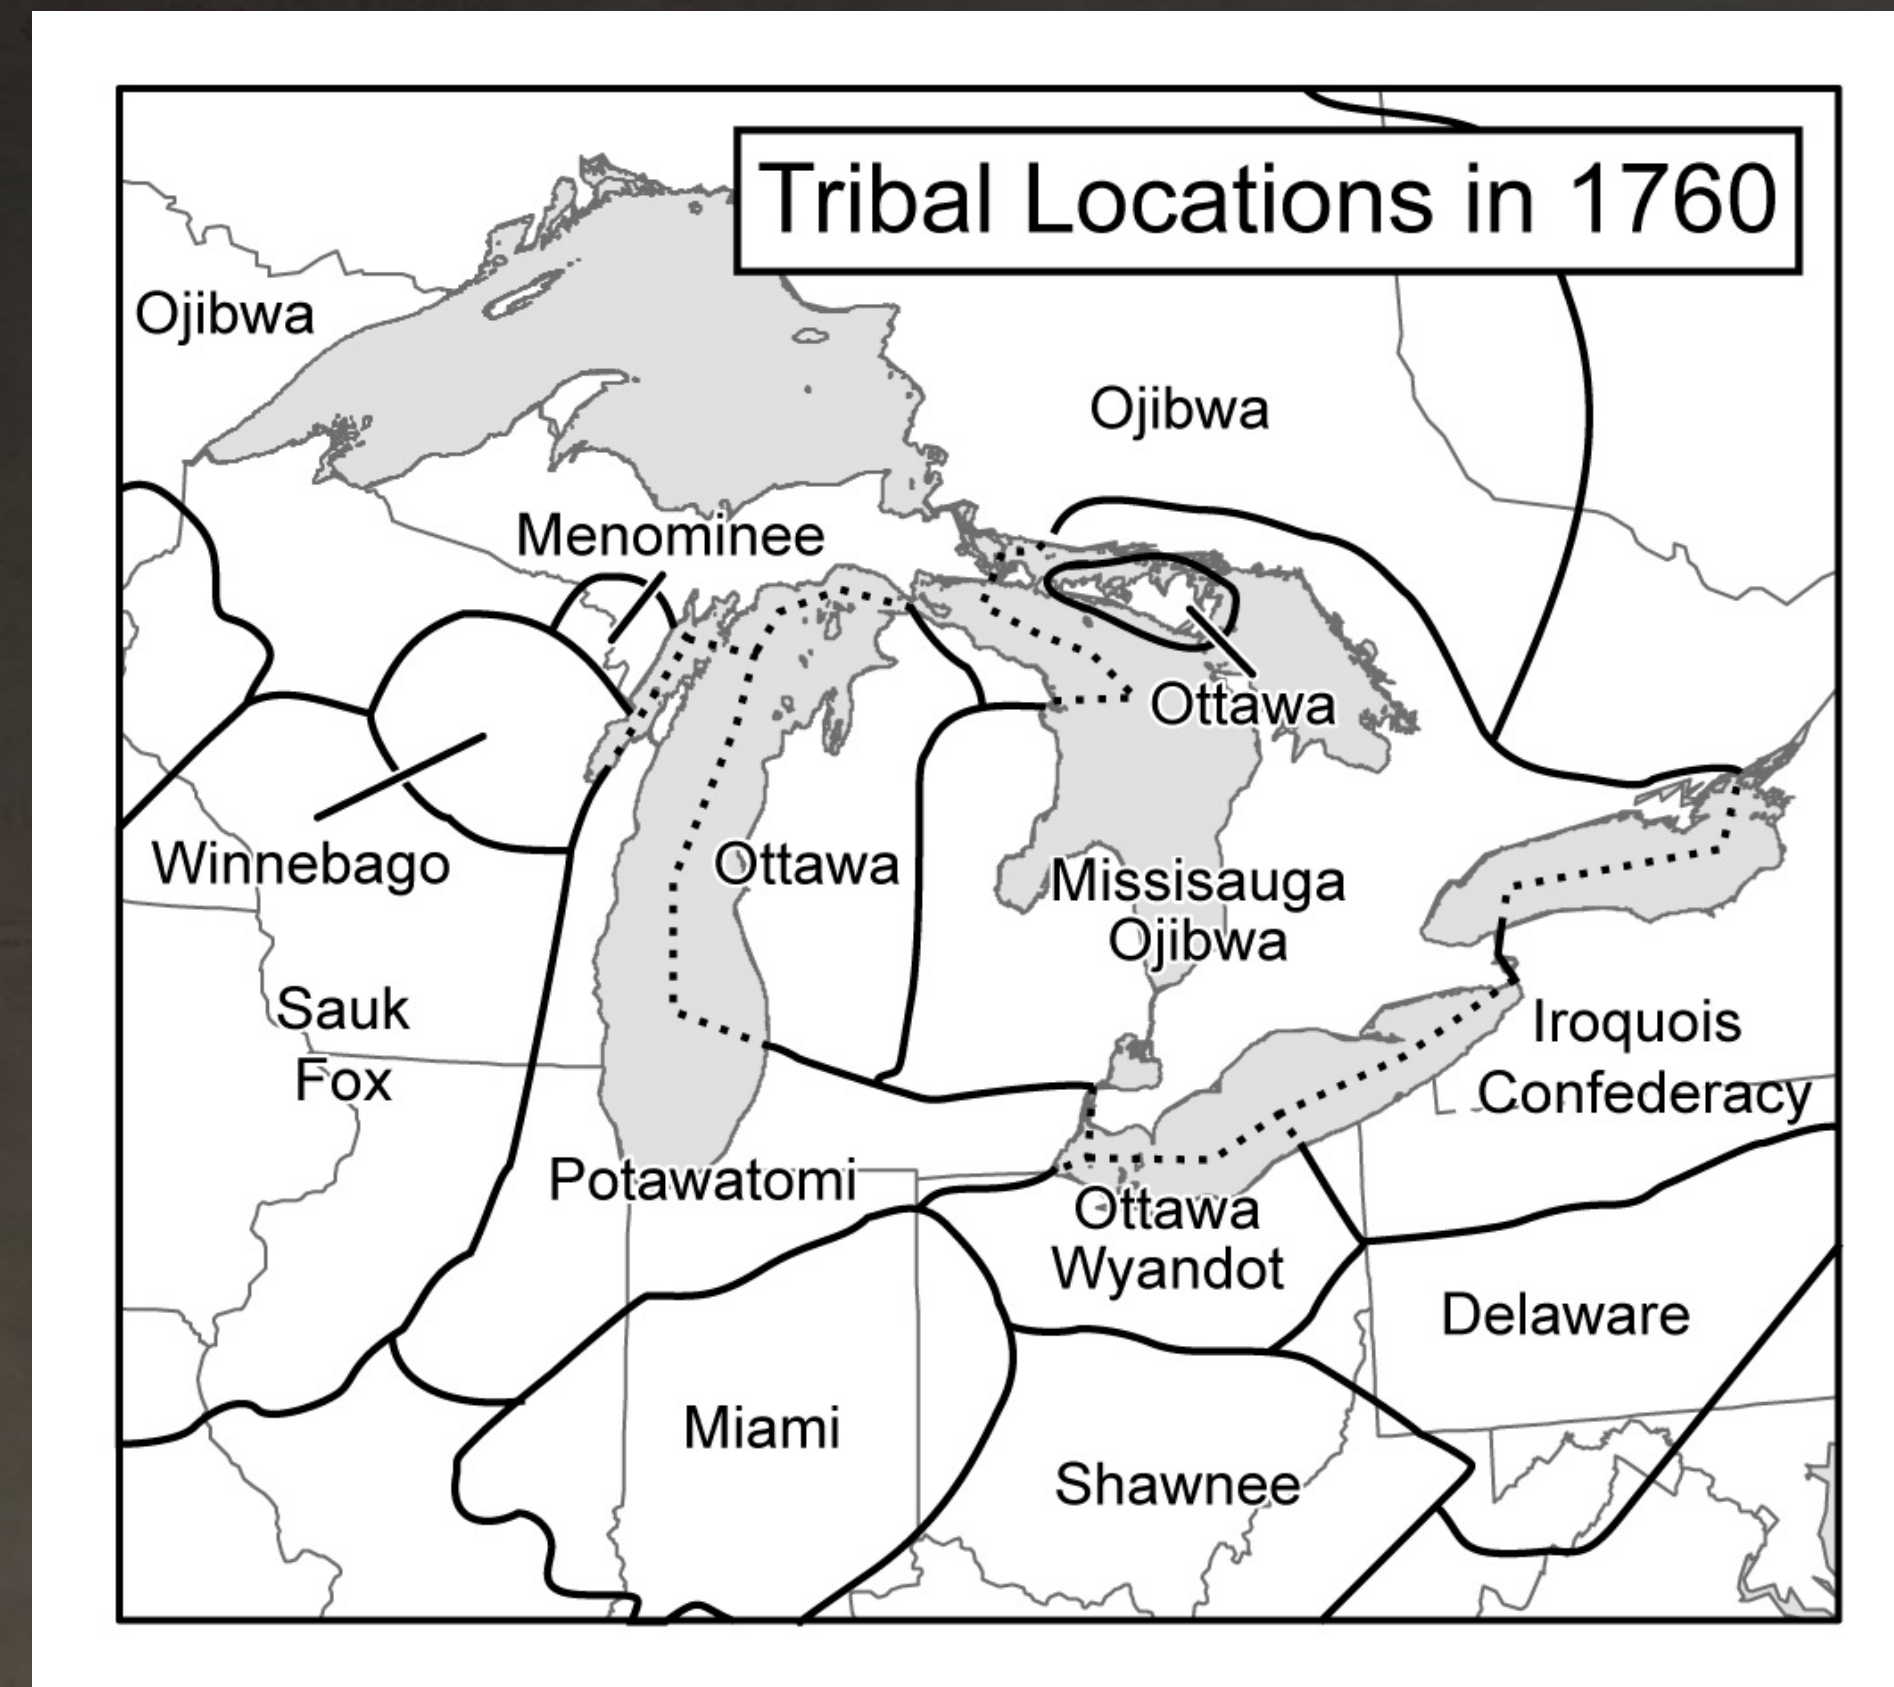 Tribal Locations in 1760
Ojibwa
Ojibwa
Menominee
Ottawa
Winnebago
Ottawa
Missisauga
Ojibwa
Sauk
Fox
Iroquois
Confederacy
Potawatomi
Ottawa
Wyandot
Delaware
Miami
Shawnee